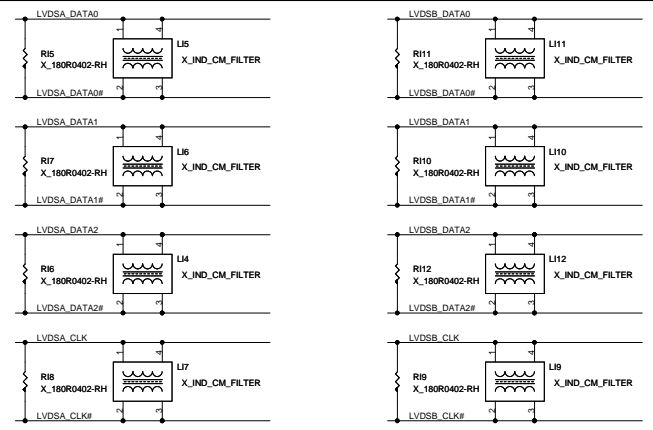 LVDSA_DATA0
1
4
LI5
RI5
X_180R0402-RH
X_IND_CM_FILTER
2
3
LVDSA_DATA0#
LVDSA_DATA1
1
4
LI6
RI7
X_180R0402-RH
X_IND_CM_FILTER
2
3
LVDSA_DATA1#
LVDSA_DATA2
1
4
LI4
RI6
X_180R0402-RH
X_IND_CM_FILTER
2
3
LVDSA_DATA2#
LVDSA_CLK
1
4
LI7
RI8
X_180R0402-RH
X_IND_CM_FILTER
2
3
LVDSA_CLK#
LVDSB_DATA0
1
4
LI11
RI11
X_180R0402-RH
X_IND_CM_FILTER
2
3
LVDSB_DATA0#
LVDSB_DATA1
1
4
LI10
RI10
X_180R0402-RH
X_IND_CM_FILTER
2
3
LVDSB_DATA1#
LVDSB_DATA2
1
4
LI12
RI12
X_180R0402-RH
X_IND_CM_FILTER
2
3
LVDSB_DATA2#
LVDSB_CLK
1
4
LI9
RI9
X_180R0402-RH
X_IND_CM_FILTER
2
3
LVDSB_CLK#